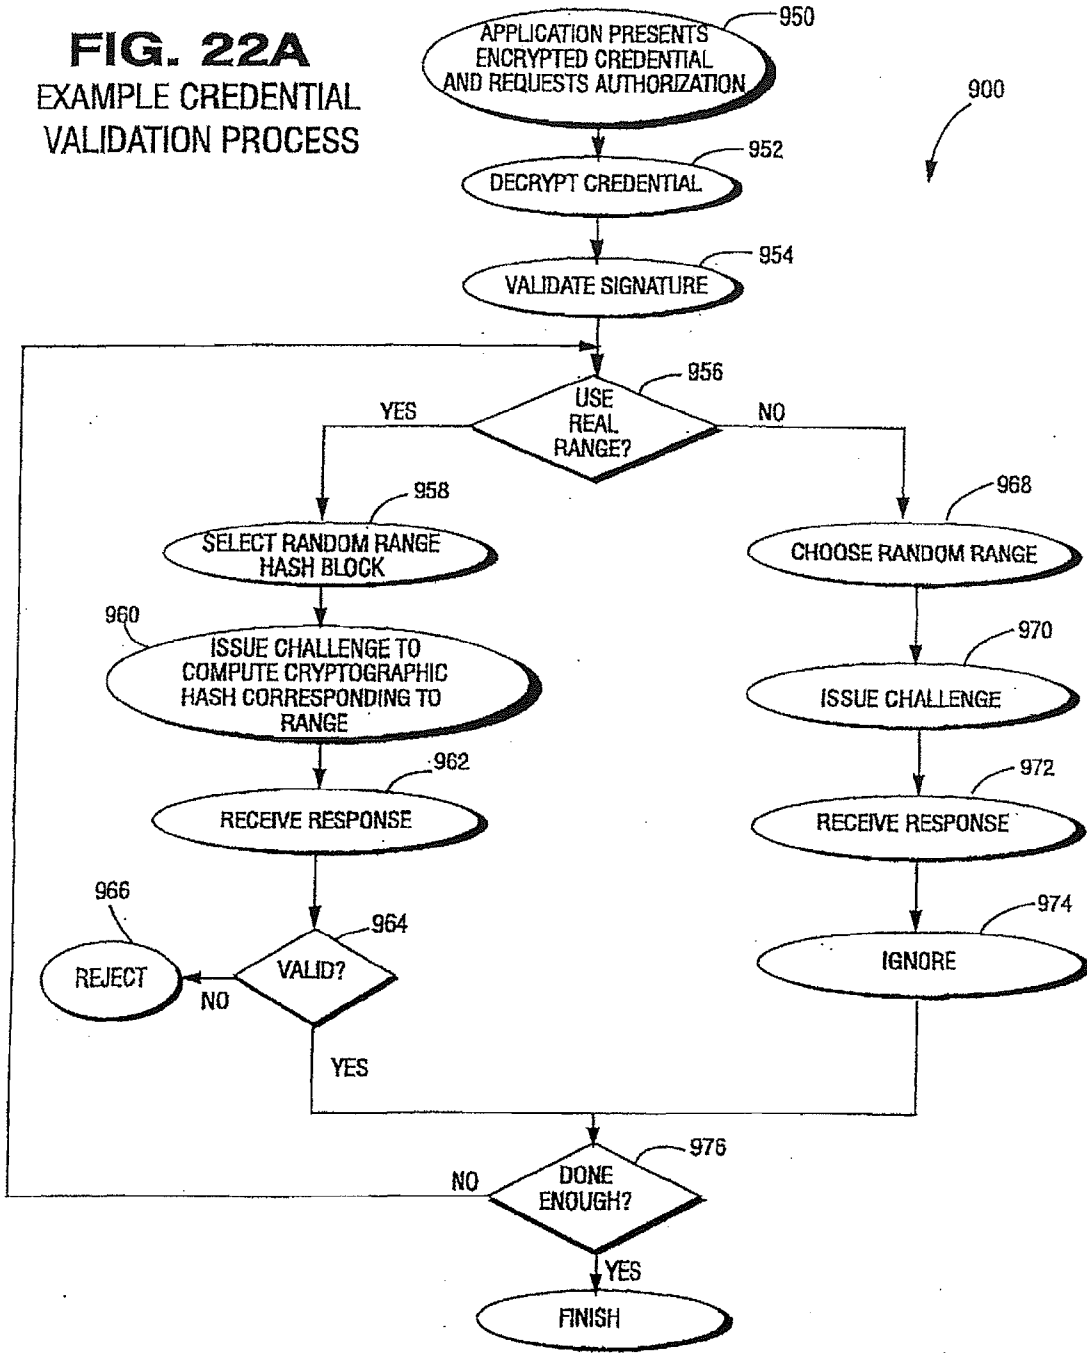 FIG. 22A
EXAMPLE CREDENTIAL
VALIDATION PROCESS
950
APPLICATION PRESENTS
ENCRYPTED CREDENTIAL
AND REQUESTS AUTHORIZATION
900
952
DECRYPT CREDENTIAL
954
VALIDATE SIGNATURE
956
USE
REAL
RANGE?
YES
NO
958
SELECT RANDOM RANGE
HASH BLOCK
968
CHOOSE RANDOM RANGE
960
ISSUE CHALLENGE TO
COMPUTE CRYPTOGRAPHIC
HASH CORRESPONDING TO
RANGE
970
ISSUE CHALLENGE
962
RECEIVE RESPONSE
972
RECEIVE RESPONSE
966
REJECT
964
VALID?
NO
YES
974
IGNORE
976
DONE
ENOUGH?
NO
YES
FINISH